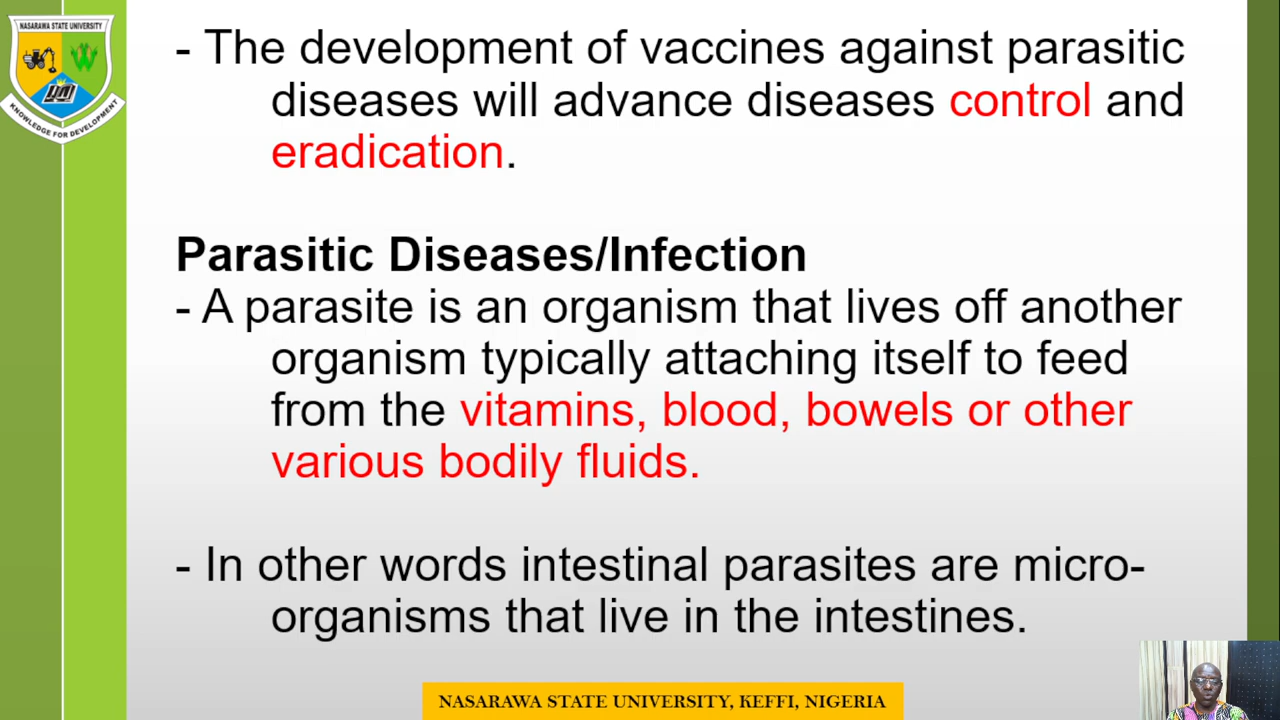 NASARAWA STATE UNIVERSITY
KNOWLEDGE FOR DEVELOPMENT
- The development of vaccines against parasitic
diseases will advance diseases control and
eradication.
Parasitic Diseases/Infection
- A parasite is an organism that lives off another
organism typically attaching itself to feed
from the vitamins, blood, bowels or other
various bodily fluids.
- In other words intestinal parasites are micro-
organisms that live in the intestines.
NASARAWA STATE UNIVERSITY, KEFFI, NIGERIA